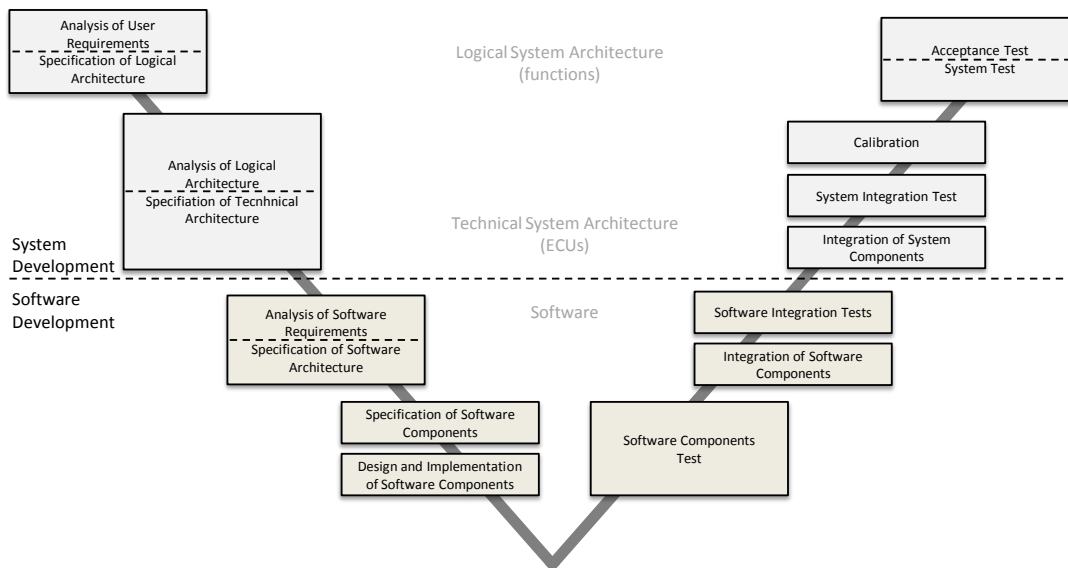 Analysis of User
Requirements
Specification of Logical
Architecture
Logical System Architecture
(functions)
Acceptance Test
System Test
Analysis of Logical
Architecture
Specifiation of Tecnhnical
Architecture
Calibration
System Integration Test
Technical System Architecture
(ECUs)
Integration of System
Components
System
Development
Software
Development
Analysis of Software
Requirements
Specification of Software
Architecture
Software
Software Integration Tests
Integration of Software
Components
Specification of Software
Components
Design and Implementation
of Software Components
Software Components
Test